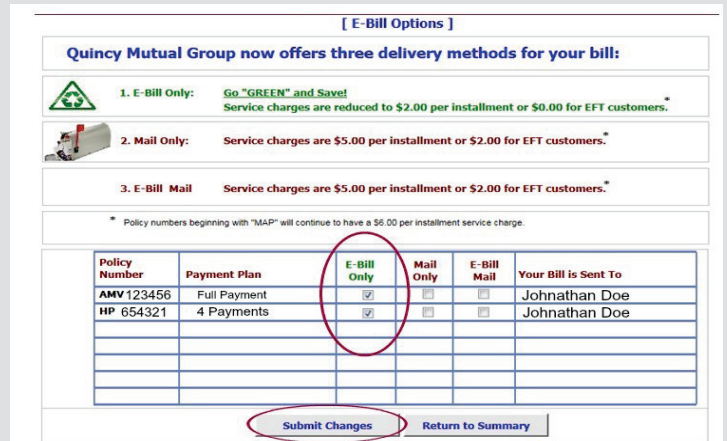 [ E-Bill Options ]
Quincy Mutual Group now offers three delivery methods for your bill:
1. E-Bill Only: Go "GREEN" and Save!
Service charges are reduced to $2.00 per installment or $0.00 for EFT customers.*
2. Mail Only: Service charges are $5.00 per installment or $2.00 for EFT customers.*
3. E-Bill Mail Service charges are $5.00 per installment or $2.00 for EFT customers.*
* Policy numbers beginning with "MAP" will continue to have a $6.00 per installment service charge.
Policy Number Payment Plan E-Bill Only Mail Only E-Bill Mail Your Bill is Sent To
AMV 123456 Full Payment Johnathan Doe
HP 654321 4 Payments Johnathan Doe
Submit Changes Return to Summary